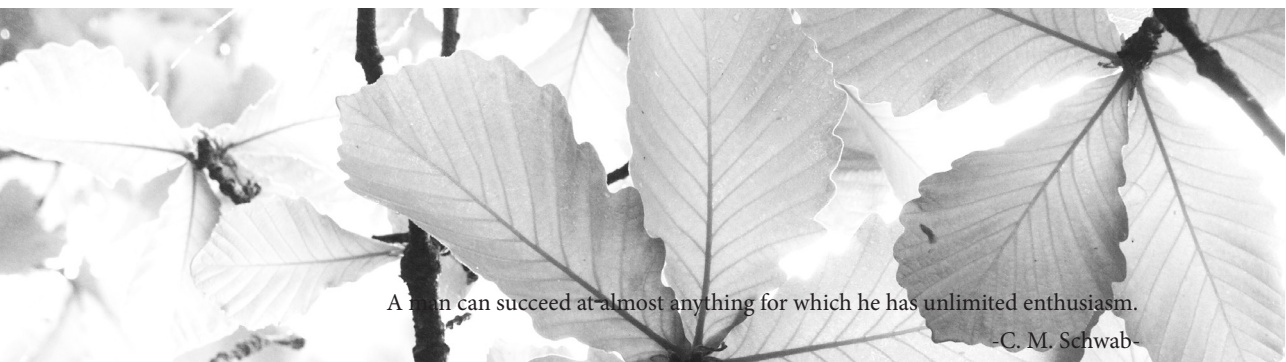 A man can succeed at almost anything for which he has unlimited enthusiasm.
-C. M. Schwab-